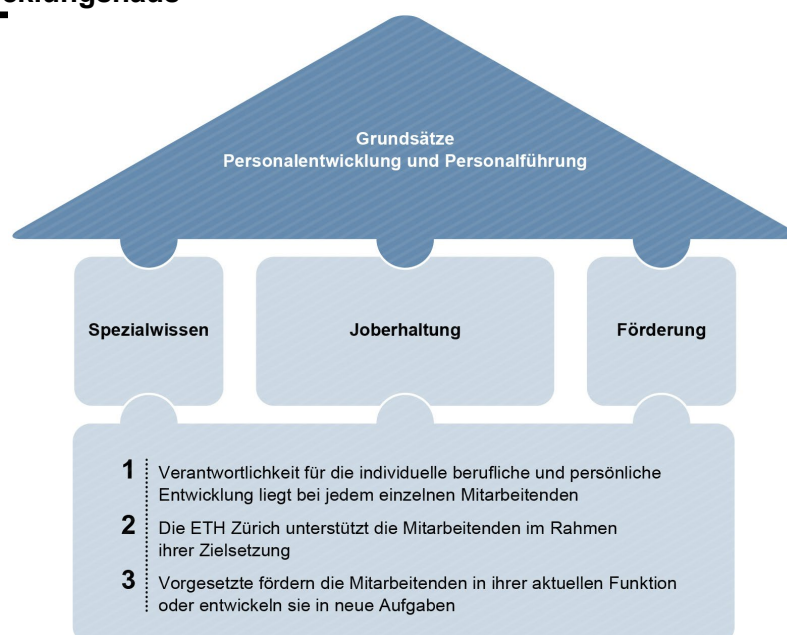 Grundsätze
Personalentwicklung und Personalführung
Spezialwissen
Joberhaltung
Förderung
1 Verantwortlichkeit für die individuelle berufliche und persönliche
Entwicklung liegt bei jedem einzelnen Mitarbeitenden
2 Die ETH Zürich unterstützt die Mitarbeitenden im Rahmen
ihrer Zielsetzung
3 Vorgesetzte fördern die Mitarbeitenden in ihrer aktuellen Funktion
oder entwickeln sie in neue Aufgaben